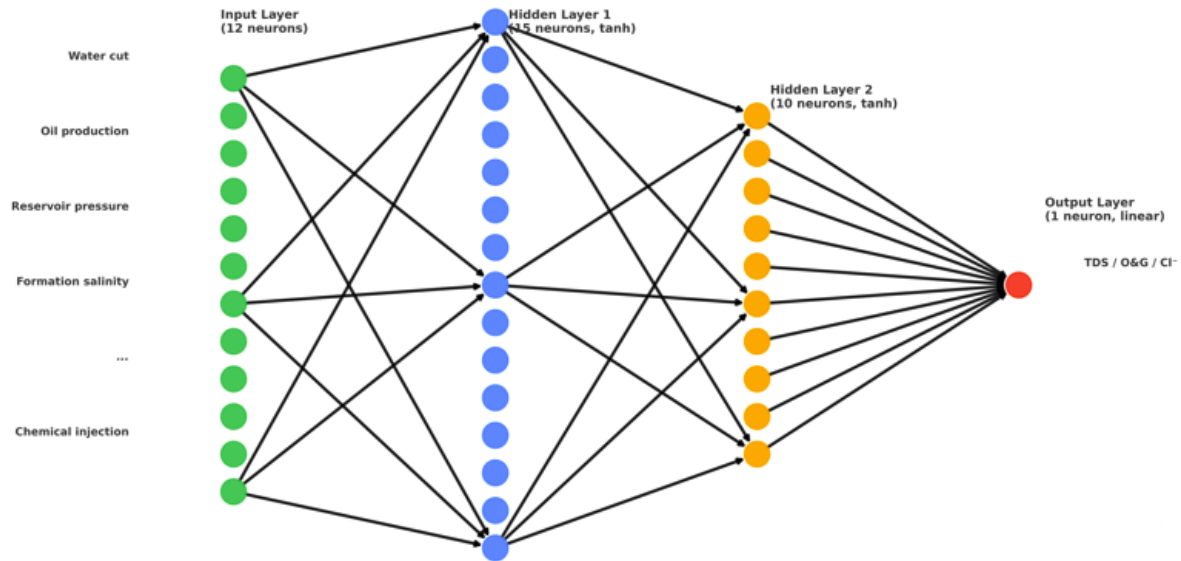 Input Layer
(12 neurons)
Hidden Layer 1
(15 neurons, tanh)
Water cut
Hidden Layer 2
(10 neurons, tanh)
Oil production
Reservoir pressure
Output Layer
(1 neuron, linear)
TDS / O&G / Cl⁻
Formation salinity
...
Chemical injection